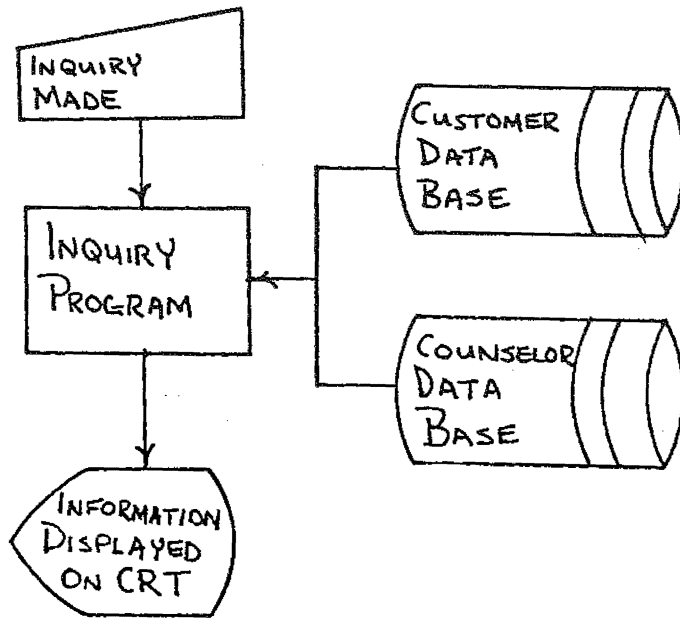 INQUIRY
MADE
CUSTOMER
DATA
BASE
INQUIRY
PROGRAM
COUNSELOR
DATA
BASE
INFORMATION
DISPLAYED
ON CRT